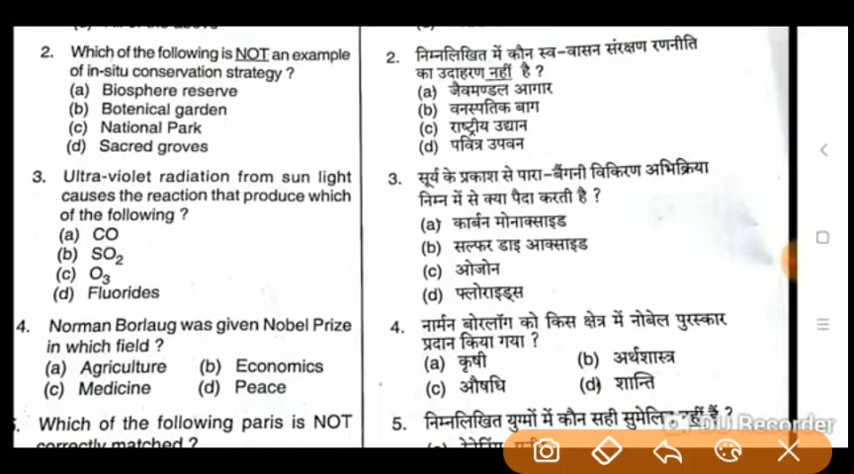 2. Which of the following is NOT an example
of in-situ conservation strategy ?
(a) Biosphere reserve
(b) Botenical garden
(c) National Park
(d) Sacred groves
3. Ultra-violet radiation from sun light
causes the reaction that produce which
of the following ?
(a) CO
(b) SO₂
(c) O₃
(d) Fluorides
4. Norman Borlaug was given Nobel Prize
in which field ?
(a) Agriculture (b) Economics
(c) Medicine (d) Peace
Which of the following paris is NOT
correctly matched ?
2. निम्नलिखित में कौन स्व-वासन संरक्षण रणनीति
का उदाहरण नहीं है ?
(a) जैवमण्डल आगार
(b) वनस्पतिक बाग
(c) राष्ट्रीय उद्यान
(d) पवित्र उपवन
3. सूर्य के प्रकाश से पारा-बैंगनी विकिरण अभिक्रिया
निम्न में से क्या पैदा करती है ?
(a) कार्बन मोनाक्साइड
(b) सल्फर डाइ आक्साइड
(c) ओजोन
(d) फ्लोराइड्स
4. नार्मन बोरलॉग को किस क्षेत्र में नोबेल पुरस्कार
प्रदान किया गया ?
(a) कृषी (b) अर्थशास्त्र
(c) औषधि (d) शान्ति
5. निम्नलिखित युग्मों में कौन सही सुमेलित नहीं हैं ?
DU Recorder